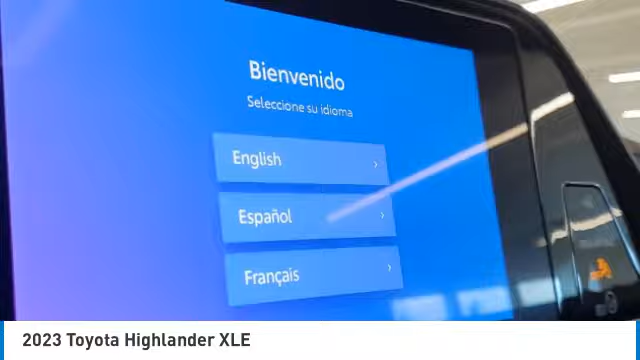 Bienvenido
Seleccione su idioma
English
Español
Français
2023 Toyota Highlander XLE